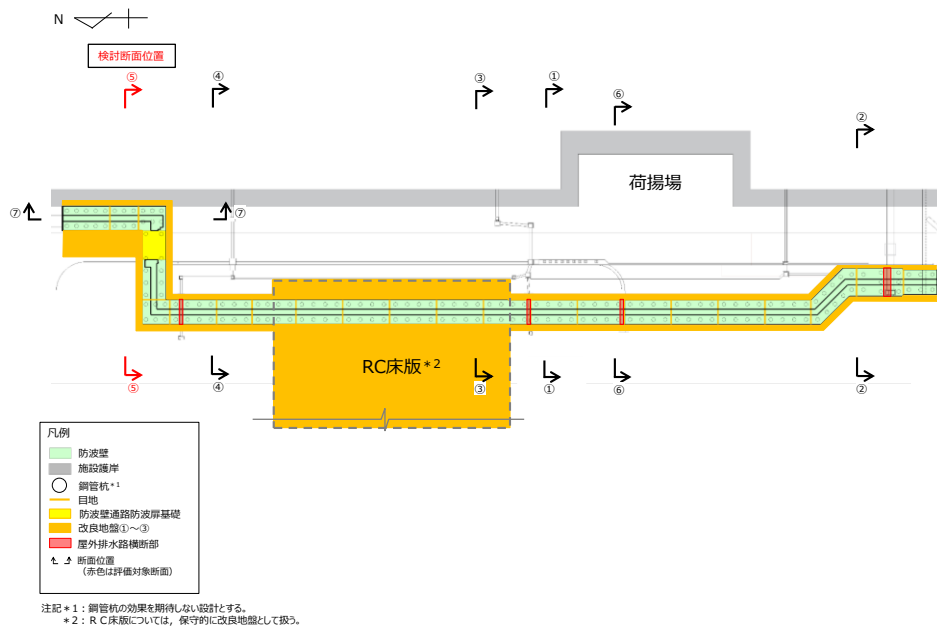 N
検討断面位置
⑤
④
③
①
⑥
②
荷揚場
⑦
⑦
RC床版*2
⑤
④
③
①
⑥
②
凡例
防波壁
施設護岸
鋼管杭*1
目地
防波壁通路防波扉基礎
改良地盤①～③
屋外排水路横断部
断面位置
(赤色は評価対象断面)
注記*1：鋼管杭の効果を期待しない設計とする。
*2：ＲＣ床版については，保守的に改良地盤として扱う。